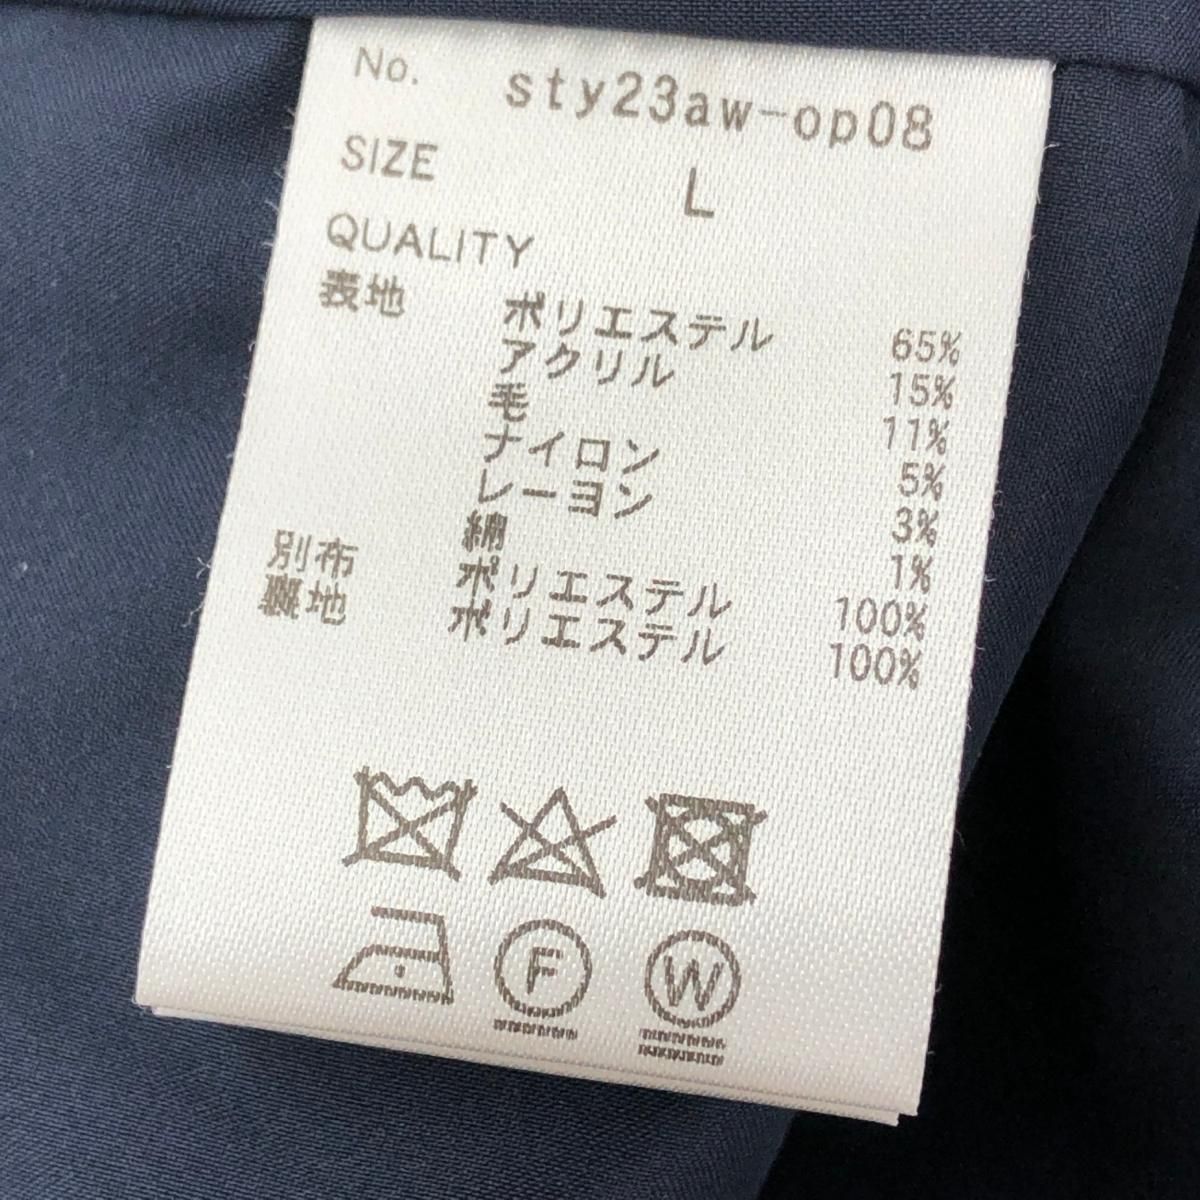 No. sty23aw-op08
SIZE L
QUALITY
表地 ポリエステル 65%
アクリル 15%
毛 11%
ナイロン 5%
レーヨン 3%
綿 1%
別布 ポリエステル 100%
裏地 ポリエステル 100%
F W